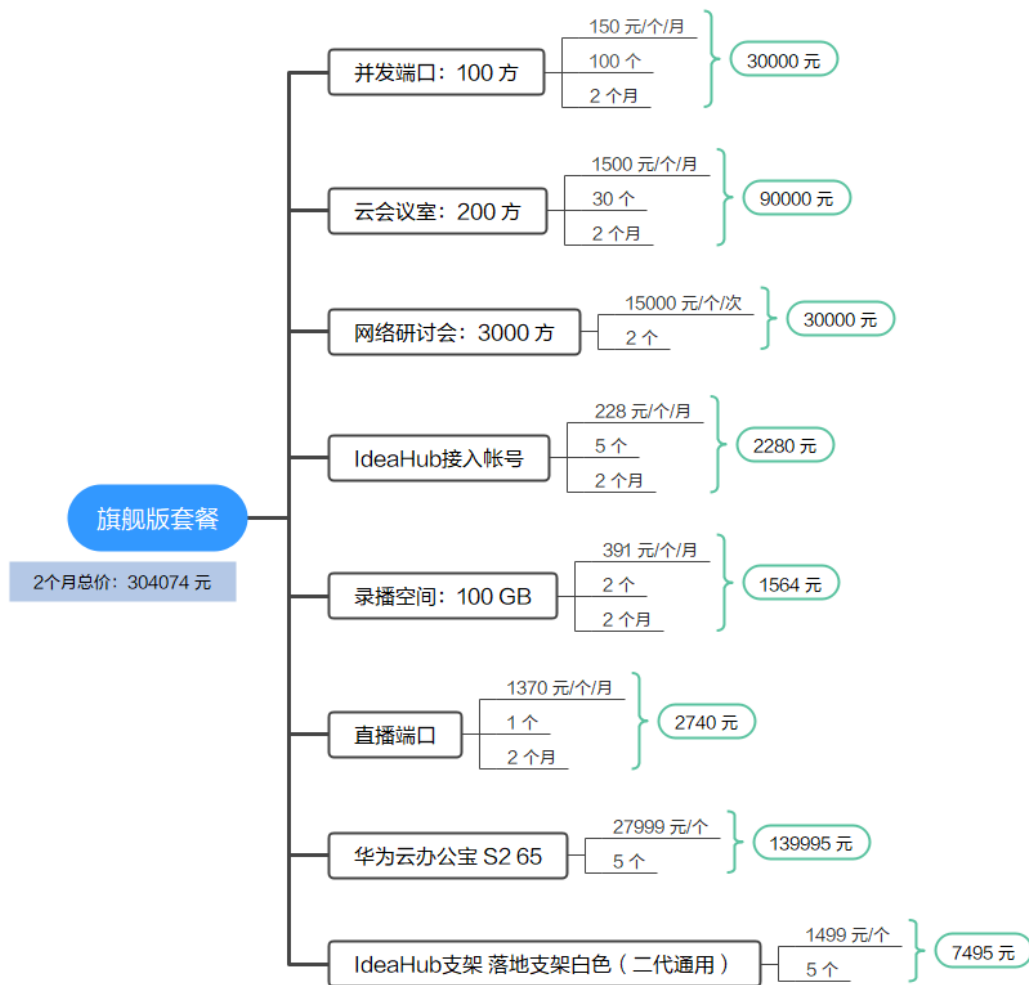 旗舰版套餐
2个月总价：304074 元
并发端口：100 方
150 元/个/月
100 个
2 个月
30000 元
云会议室：200 方
1500 元/个/月
30 个
2 个月
90000 元
网络研讨会：3000 方
15000 元/个/次
2 个
30000 元
IdeaHub接入帐号
228 元/个/月
5 个
2 个月
2280 元
录播空间：100 GB
391 元/个/月
2 个
2 个月
1564 元
直播端口
1370 元/个/月
1 个
2 个月
2740 元
华为云办公宝 S2 65
27999 元/个
5 个
139995 元
IdeaHub支架 落地支架白色（二代通用）
1499 元/个
5 个
7495 元